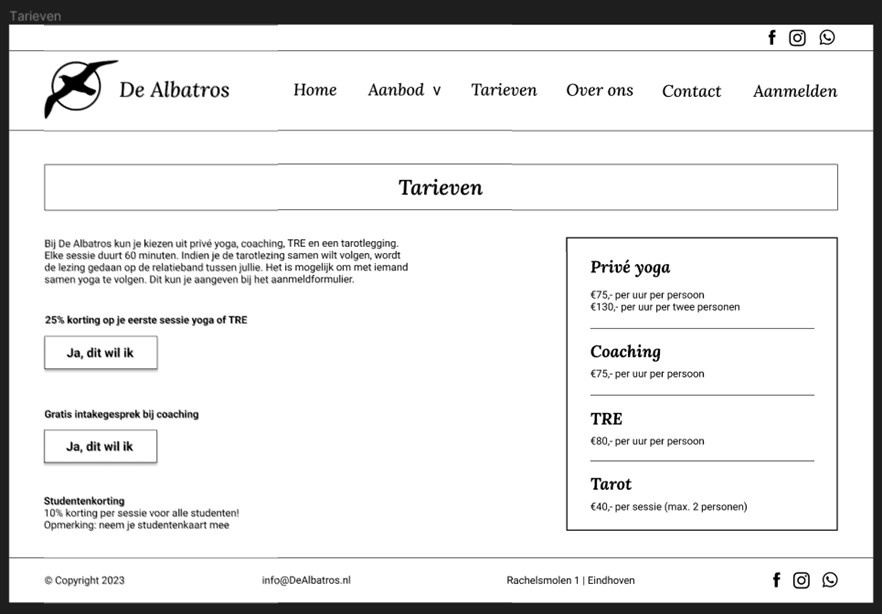 Tarieven
De Albatros
Home Aanbod v Tarieven Over ons Contact Aanmelden
Tarieven
Bij De Albatros kun je kiezen uit privé yoga, coaching, TRE en een tarotlegging.
Elke sessie duurt 60 minuten. Indien je de tarotlezing samen wilt volgen, wordt
de lezing gedaan op de relatieband tussen jullie. Het is mogelijk om met iemand
samen yoga te volgen. Dit kun je aangeven bij het aanmeldformulier.
25% korting op je eerste sessie yoga of TRE
Ja, dit wil ik
Gratis intakegesprek bij coaching
Ja, dit wil ik
Studentenkorting
10% korting per sessie voor alle studenten!
Opmerking: neem je studentenkaart mee
Privé yoga
€75,- per uur per persoon
€130,- per uur per twee personen
Coaching
€75,- per uur per persoon
TRE
€80,- per uur per persoon
Tarot
€40,- per sessie (max. 2 personen)
© Copyright 2023 info@DeAlbatros.nl Rachelsmolen 1 | Eindhoven